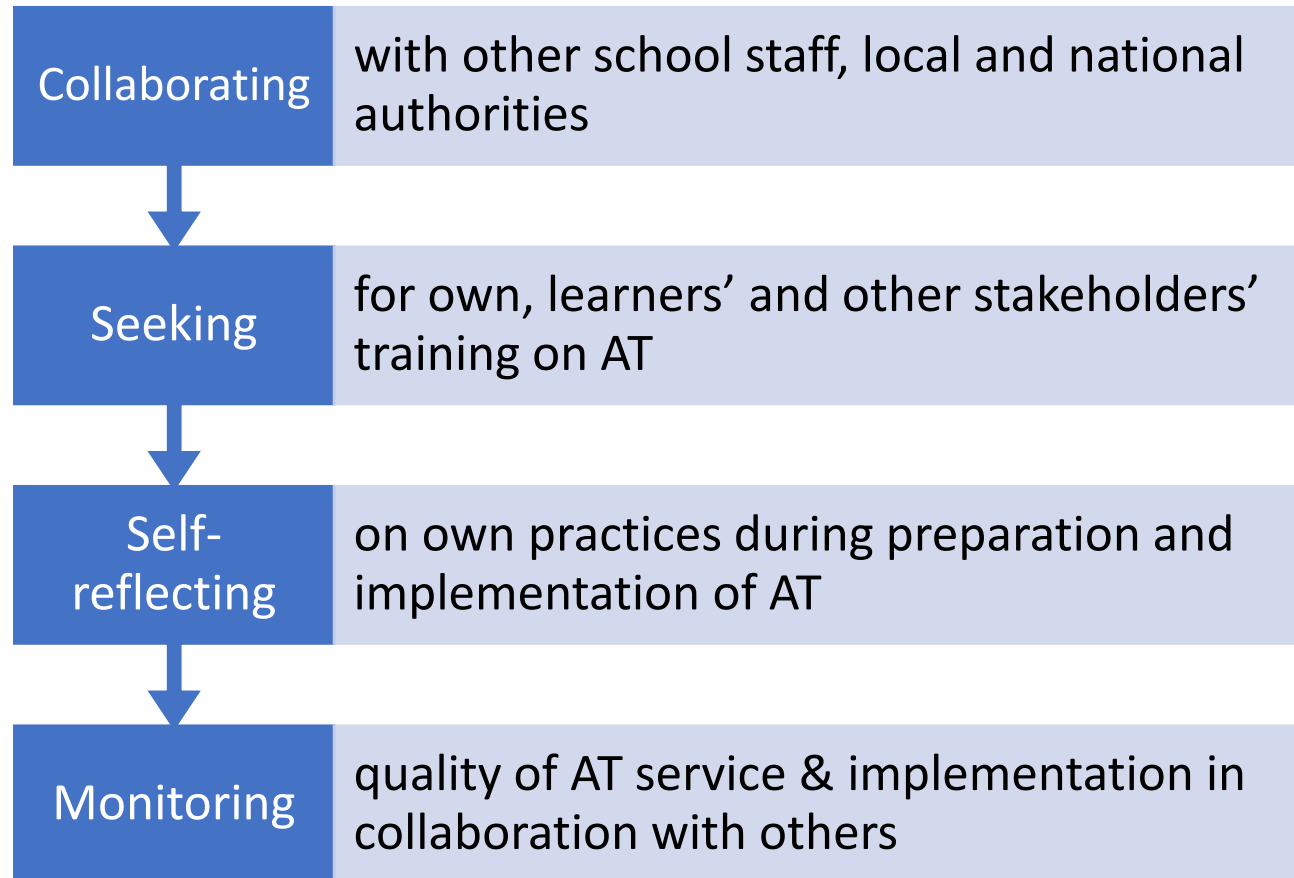 Collaborating
with other school staff, local and national
authorities
Seeking
for own, learners’ and other stakeholders’
training on AT
Self-
reflecting
on own practices during preparation and
implementation of AT
Monitoring
quality of AT service & implementation in
collaboration with others